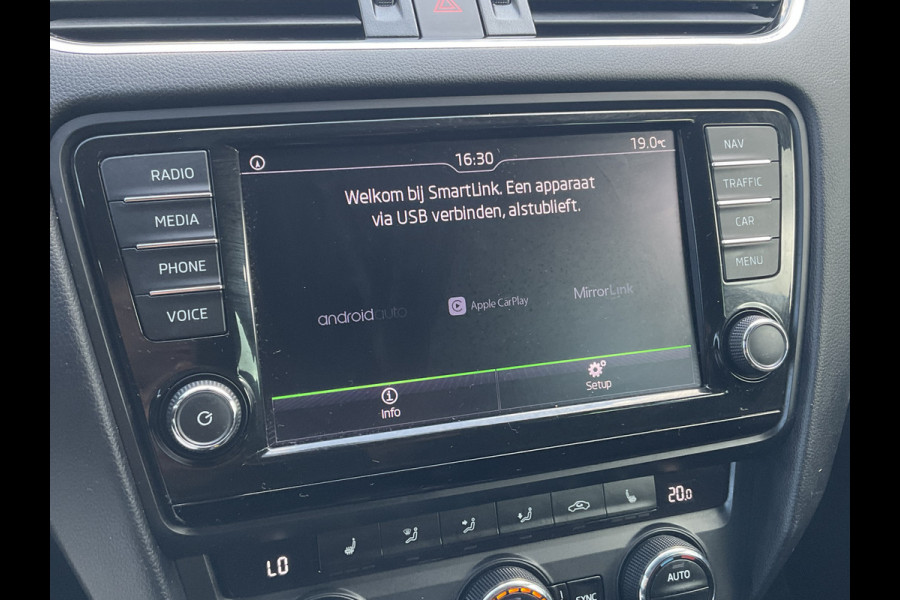 16:30
19.0°C
Welkom bij SmartLink. Een apparaat
via USB verbinden, alstublieft.
androidauto
Apple CarPlay
MirrorLink
Info
Setup
RADIO
MEDIA
PHONE
VOICE
NAV
TRAFFIC
CAR
MENU
LO
20.0
SYNC
AUTO